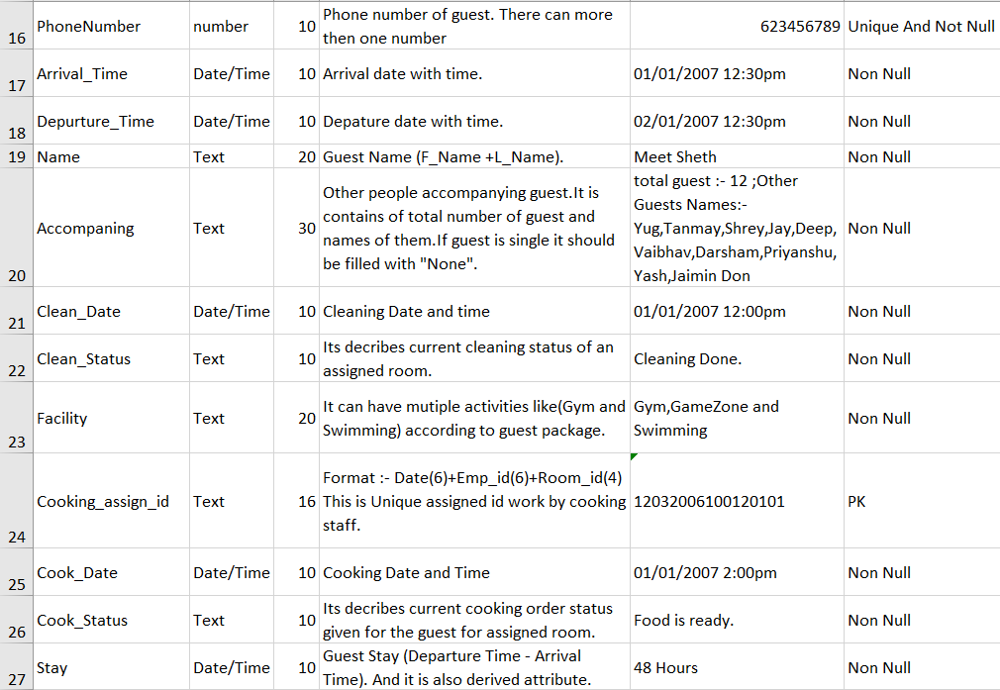 16 PhoneNumber number 10 Phone number of guest. There can more then one number 623456789 Unique And Not Null
17 Arrival_Time Date/Time 10 Arrival date with time. 01/01/2007 12:30pm Non Null
18 Depurture_Time Date/Time 10 Depature date with time. 02/01/2007 12:30pm Non Null
19 Name Text 20 Guest Name (F_Name +L_Name). Meet Sheth Non Null
20 Accompaning Text 30 Other people accompanying guest.It is contains of total number of guest and names of them.If guest is single it should be filled with "None". total guest :- 12 ;Other Guests Names:- Yug,Tanmay,Shrey,Jay,Deep, Vaibhav,Darsham,Priyanshu, Yash,Jaimin Don Non Null
21 Clean_Date Date/Time 10 Cleaning Date and time 01/01/2007 12:00pm Non Null
22 Clean_Status Text 10 Its decribes current cleaning status of an assigned room. Cleaning Done. Non Null
23 Facility Text 20 It can have mutiple activities like(Gym and Swimming) according to guest package. Gym,GameZone and Swimming Non Null
24 Cooking_assign_id Text 16 Format :- Date(6)+Emp_id(6)+Room_id(4) This is Unique assigned id work by cooking staff. 12032006100120101 PK
25 Cook_Date Date/Time 10 Cooking Date and Time 01/01/2007 2:00pm Non Null
26 Cook_Status Text 10 Its decribes current cooking order status given for the guest for assigned room. Food is ready. Non Null
27 Stay Date/Time 10 Guest Stay (Departure Time - Arrival Time). And it is also derived attribute. 48 Hours Non Null